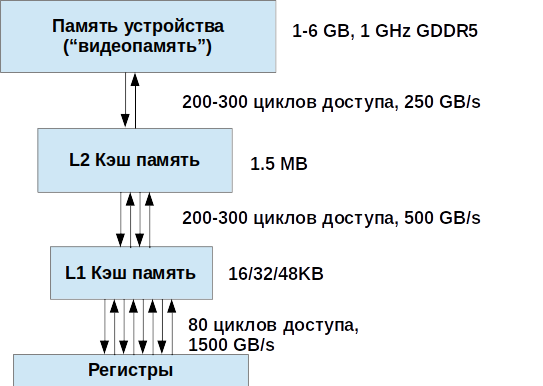 Память устройства
(“видеопамять”)
1-6 GB, 1 GHz GDDR5
200-300 циклов доступа, 250 GB/s
L2 Кэш память
1.5 MB
200-300 циклов доступа, 500 GB/s
L1 Кэш память
16/32/48KB
80 циклов доступа,
1500 GB/s
Регистры